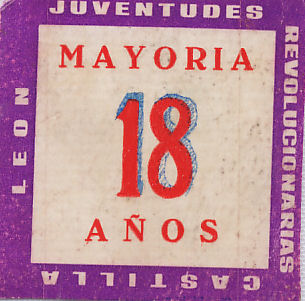 JUVENTUDES
REVOLUCIONARIAS
CASTILLA
LEON
MAYORIA
18
AÑOS